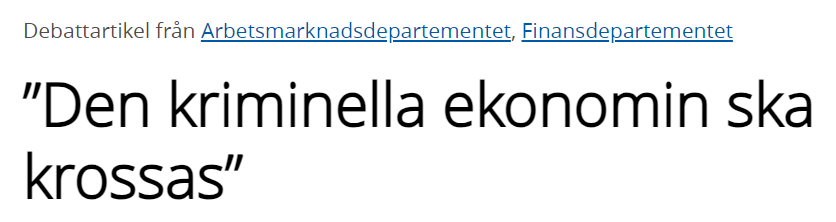 Debattartikel från Arbetsmarknadsdepartementet, Finansdepartementet
”Den kriminella ekonomin ska
krossas”